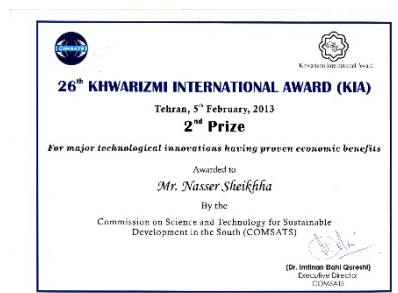 COMSATS
Khwarizmi International Award
26th KHWARIZMI INTERNATIONAL AWARD (KIA)
Tehran, 5th February, 2013
2nd Prize
For major technological innovations having proven economic benefits
Awarded to
Mr. Nasser Sheikhha
By the
Commission on Science and Technology for Sustainable
Development in the South (COMSATS)
(Dr. Imtinan Elahi Qureshi)
Executive Director
COMSATS